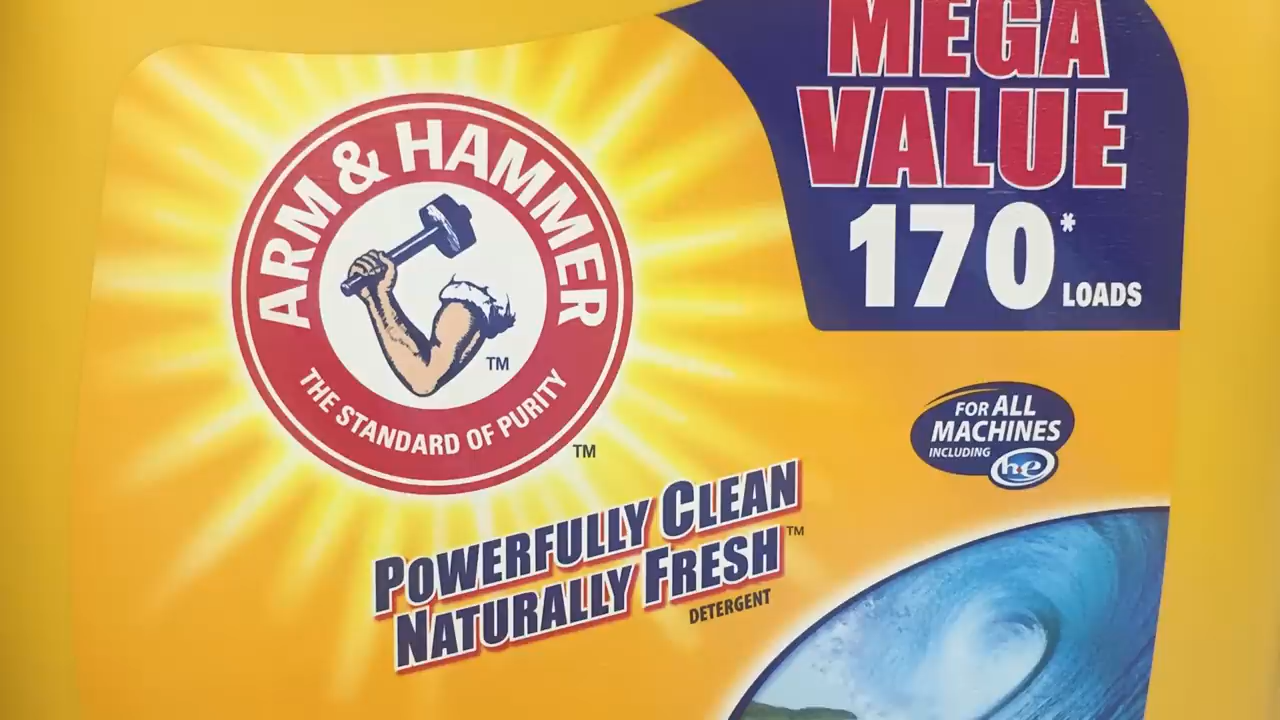 MEGA
VALUE
170*
LOADS
ARM & HAMMER
THE STANDARD OF PURITY
TM
TM
FOR ALL
MACHINES
INCLUDING
he
POWERFULLY CLEAN
NATURALLY FRESH™
DETERGENT